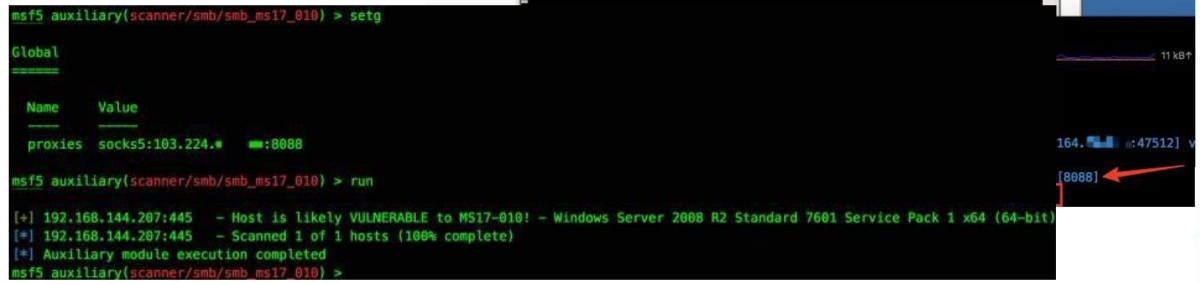 msf5 auxiliary(scanner/smb/smb_ms17_010) > setg
Global
======
Name Value
---- -----
proxies socks5:103.224. :8088
msf5 auxiliary(scanner/smb/smb_ms17_010) > run
[+] 192.168.144.207:445 - Host is likely VULNERABLE to MS17-010! - Windows Server 2008 R2 Standard 7601 Service Pack 1 x64 (64-bit)
[*] 192.168.144.207:445 - Scanned 1 of 1 hosts (100% complete)
[*] Auxiliary module execution completed
msf5 auxiliary(scanner/smb/smb_ms17_010) >
11 kB↑
164. :47512] v
[8088]